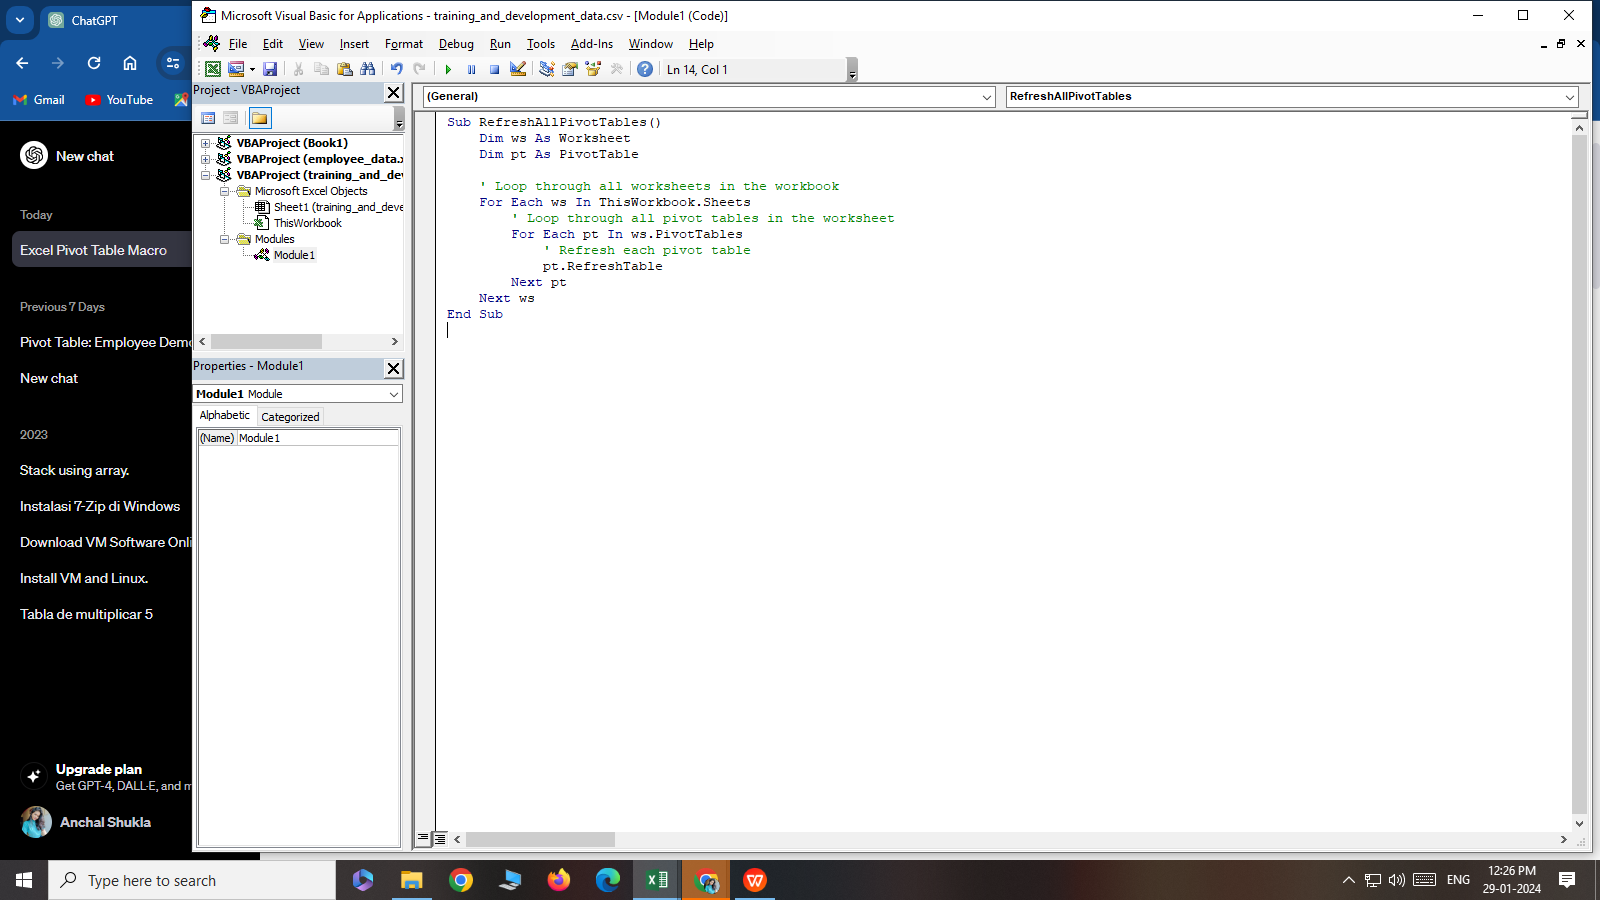 ChatGPT
Gmail
YouTube
New chat
Today
Excel Pivot Table Macro
Previous 7 Days
Pivot Table: Employee Demo
New chat
2023
Stack using array.
Instalasi 7-Zip di Windows
Download VM Software Onli
Install VM and Linux.
Tabla de multiplicar 5
Upgrade plan
Get GPT-4, DALL·E, and m
Anchal Shukla
Microsoft Visual Basic for Applications - training_and_development_data.csv - [Module1 (Code)]
File Edit View Insert Format Debug Run Tools Add-Ins Window Help
Ln 14, Col 1
Project - VBAProject
VBAProject (Book1)
VBAProject (employee_data.x
VBAProject (training_and_dev
Microsoft Excel Objects
Sheet1 (training_and_deve
ThisWorkbook
Modules
Module1
Properties - Module1
Module1 Module
Alphabetic Categorized
(Name) Module1
(General) RefreshAllPivotTables
Sub RefreshAllPivotTables()
Dim ws As Worksheet
Dim pt As PivotTable
' Loop through all worksheets in the workbook
For Each ws In ThisWorkbook.Sheets
' Loop through all pivot tables in the worksheet
For Each pt In ws.PivotTables
' Refresh each pivot table
pt.RefreshTable
Next pt
Next ws
End Sub
Type here to search
ENG
12:26 PM
29-01-2024